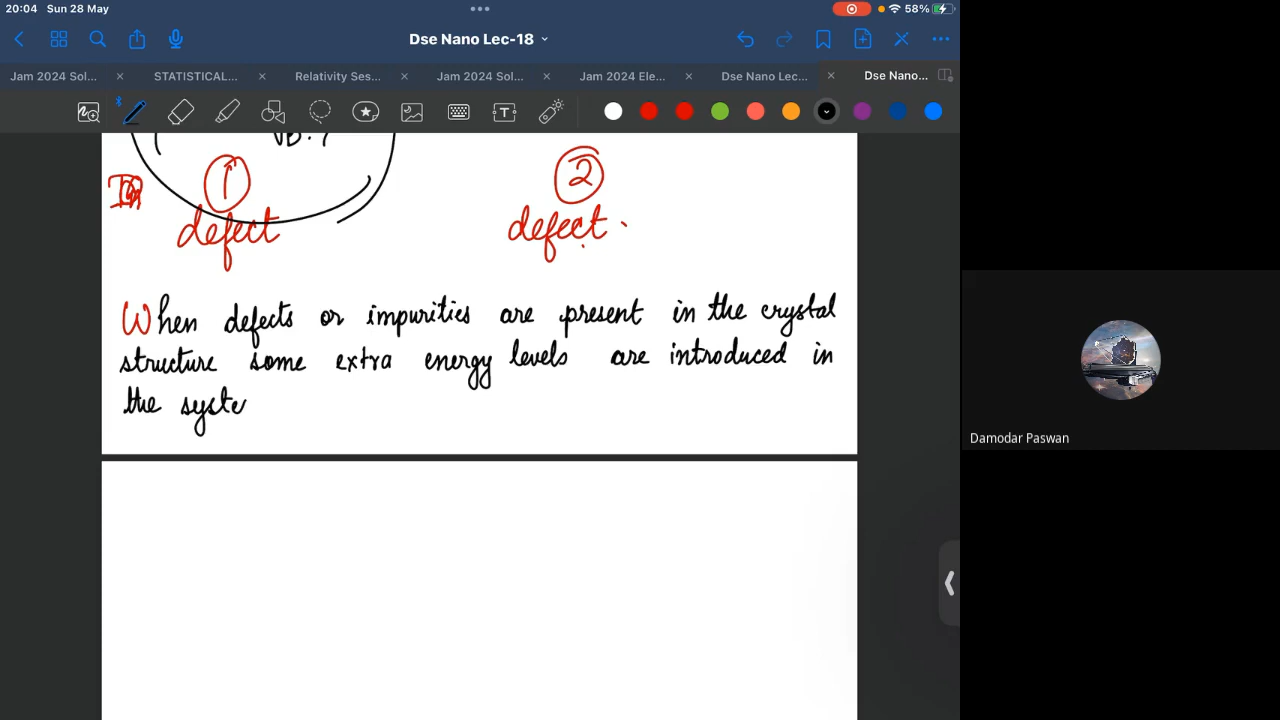 20:04 Sun 28 May
58%
Dse Nano Lec-18
Jam 2024 Sol...
STATISTICAL...
Relativity Ses...
Jam 2024 Sol...
Jam 2024 Ele...
Dse Nano Lec...
Dse Nano...
T
VB.
1
2
defect
defect.
When defects or impurities are present in the crystal
structure some extra energy levels are introduced in
the syste
Damodar Paswan